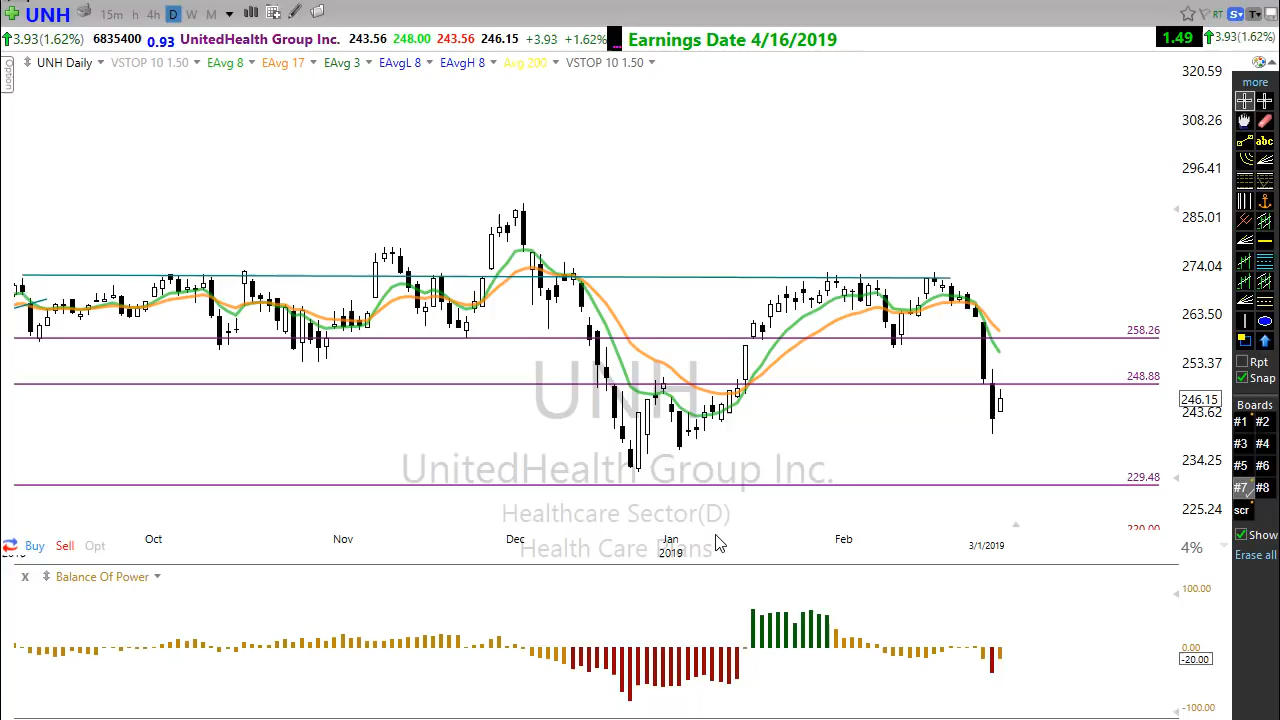 UNH 15m h 4h D W M RT S T
3.93(1.62%) 6835400 0.93 UnitedHealth Group Inc. 243.56 248.00 243.56 246.15 +3.93 +1.62% ... Earnings Date 4/16/2019 1.49 3.93(1.62%)
Option UNH Daily VSTOP 10 1.50 EAvg 8 EAvg 17 EAvg 3 EAvgL 8 EAvgH 8 Avg 200 VSTOP 10 1.50
320.59
308.26
296.41
285.01
274.04
263.50
258.26
253.37
248.88
246.15
243.62
234.25
229.48
225.24
220.00
UNH
UnitedHealth Group Inc.
Healthcare Sector(D)
Health Care Plans
Oct Nov Dec Jan Feb
2019 3/1/2019
Buy Sell Opt 4%
X Balance Of Power
100.00
0.00
-20.00
-100.00
more
abc
Rpt
Snap
Boards
#1 #2
#3 #4
#5 #6
#7 #8
scr
Show
Erase all